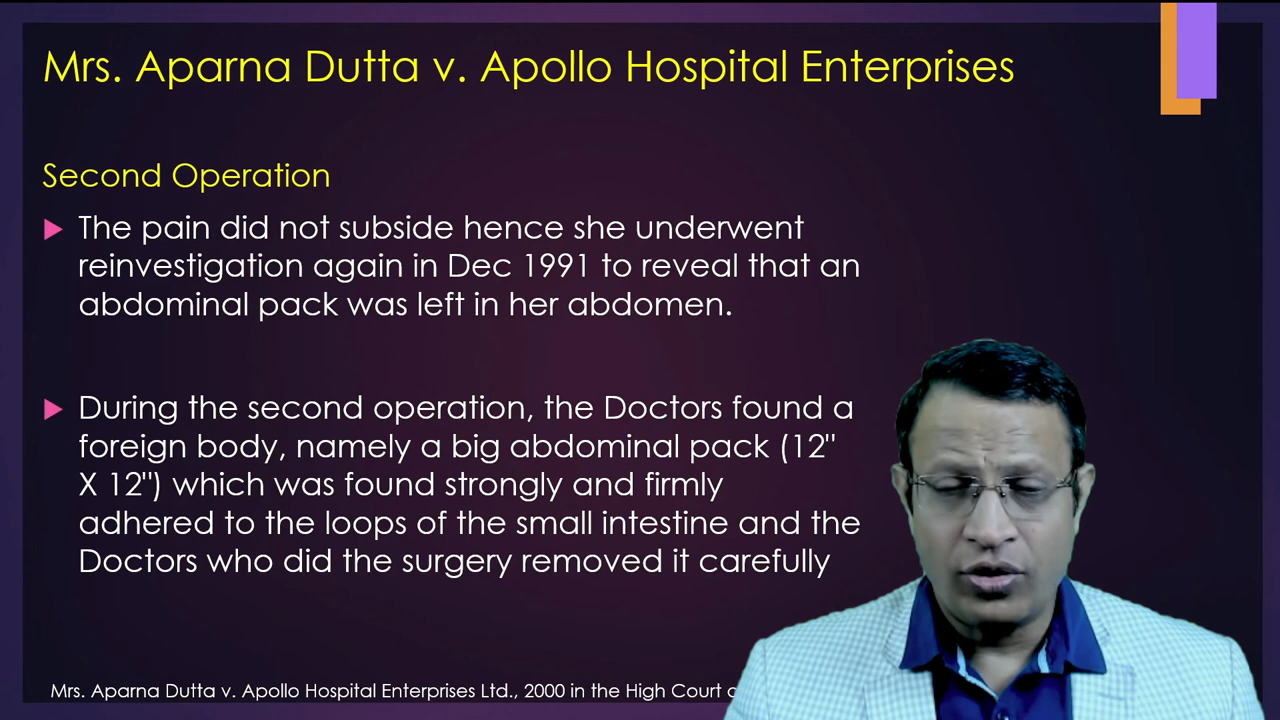 Mrs. Aparna Dutta v. Apollo Hospital Enterprises
Second Operation
The pain did not subside hence she underwent
reinvestigation again in Dec 1991 to reveal that an
abdominal pack was left in her abdomen.
During the second operation, the Doctors found a
foreign body, namely a big abdominal pack (12"
X 12") which was found strongly and firmly
adhered to the loops of the small intestine and the
Doctors who did the surgery removed it carefully
Mrs. Aparna Dutta v. Apollo Hospital Enterprises Ltd., 2000 in the High Court